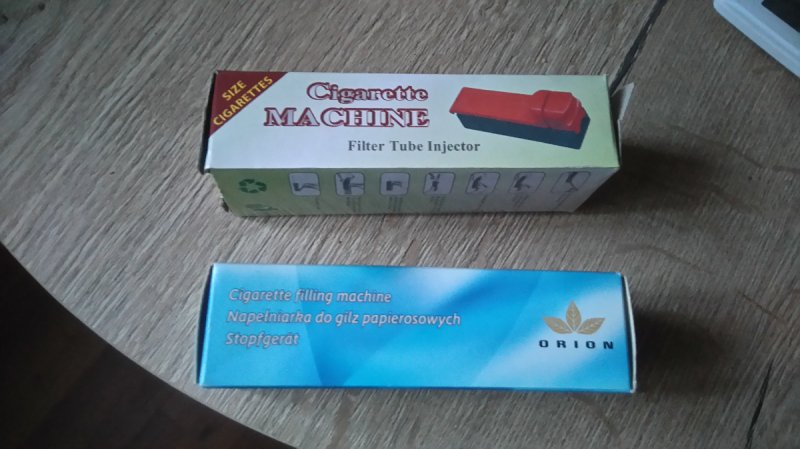 SIZE
CIGARETTES
Cigarette
MACHINE
Filter Tube Injector
Cigarette filling machine
Napełniarka do gilz papierosowych
Stopfgerät
ORION